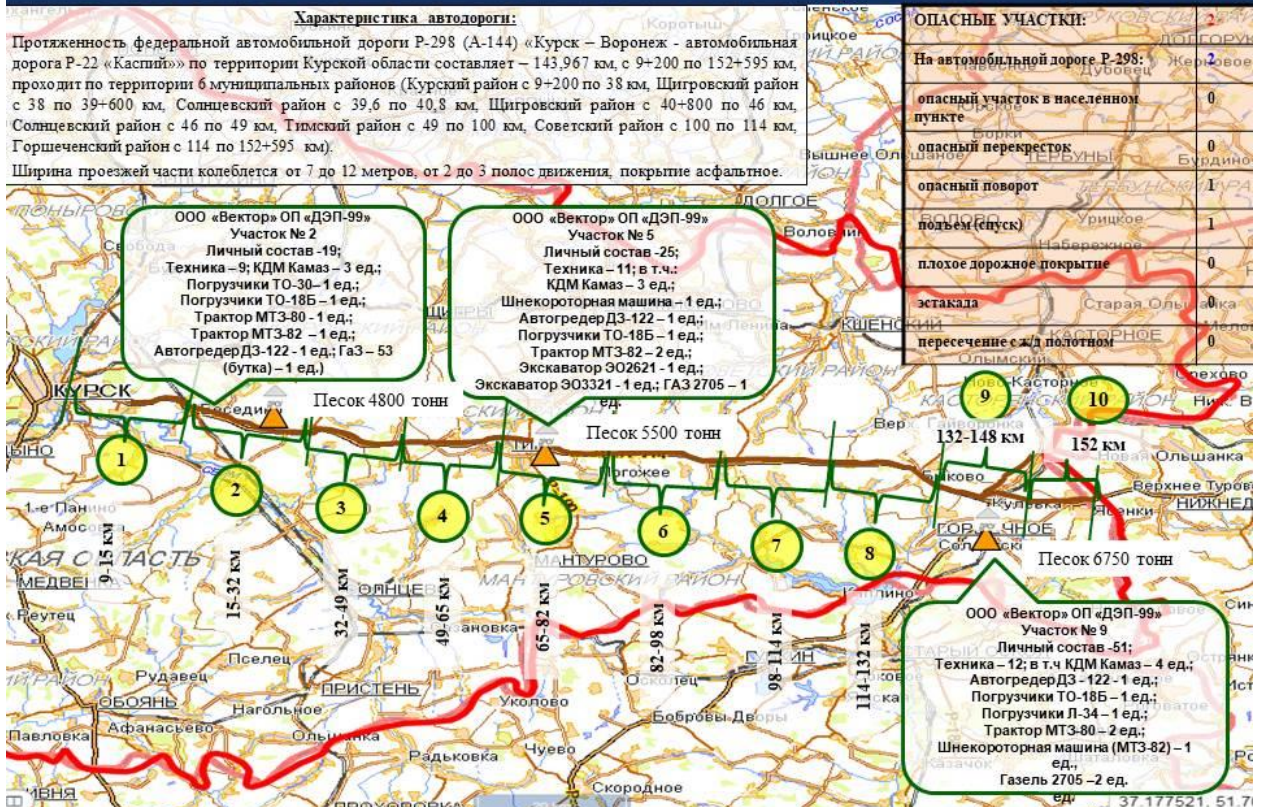 Характеристика автодороги:
Протяженность федеральной автомобильной дороги Р-298 (А-144) «Курск – Воронеж - автомобильная
дорога Р-22 «Каспий»» по территории Курской области составляет – 143,967 км, с 9+200 по 152+595 км,
проходит по территории 6 муниципальных районов (Курский район с 9+200 по 38 км, Щигровский район
с 38 по 39+600 км, Солнцевский район с 39,6 по 40,8 км, Щигровский район с 40+800 по 46 км,
Солнцевский район с 46 по 49 км, Тимский район с 49 по 100 км, Советский район с 100 по 114 км,
Горшеченский район с 114 по 152+595 км).
Ширина проезжей части колеблется от 7 до 12 метров, от 2 до 3 полос движения, покрытие асфальтное.
ОПАСНЫЕ УЧАСТКИ: 2
На автомобильной дороге Р-298: 2
опасный участок в населенном
пункте 0
опасный перекресток 0
опасный поворот 1
подъем (спуск) 1
плохое дорожное покрытие 0
эстакада 0
пересечение с ж/д полотном 0
ООО «Вектор» ОП «ДЭП-99»
Участок № 2
Личный состав -19;
Техника – 9; КДМ Камаз – 3 ед.;
Погрузчики ТО-30– 1 ед.;
Погрузчики ТО-18Б – 1 ед.;
Трактор МТЗ-80 - 1 ед.;
Трактор МТЗ-82 – 1 ед.;
Автогредер ДЗ-122 - 1 ед.; ГаЗ – 53
(бутка) – 1 ед.)
ООО «Вектор» ОП «ДЭП-99»
Участок № 5
Личный состав -25;
Техника – 11; в т.ч.:
КДМ Камаз – 3 ед.;
Шнекороторная машина – 1 ед.;
Автогредер ДЗ-122 – 1 ед.;
Погрузчики ТО-18Б – 1 ед.;
Трактор МТЗ-82 – 2 ед.;
Экскаватор ЭО2621 - 1 ед.;
Экскаватор ЭО3321 - 1 ед.; ГАЗ 2705 – 1
ед.
Песок 4800 тонн
Песок 5500 тонн
Песок 6750 тонн
1
2
3
4
5
6
7
8
9
10
9-15 км
15-32 км
32-49 км
49-65 км
65-82 км
82-98 км
98-114 км
114-132 км
132-148 км
152 км
ООО «Вектор» ОП «ДЭП-99»
Участок № 9
Личный состав -51;
Техника – 12; в т.ч КДМ Камаз – 4 ед.;
Автогредер ДЗ - 122 - 1 ед.;
Погрузчики ТО-18Б – 1 ед.;
Погрузчики Л-34 – 1 ед.;
Трактор МТЗ-80 – 2 ед.;
Шнекороторная машина (МТЗ-82) – 1
ед.,
Газель 2705 –2 ед.
ед.
КУРСК
Свобода
ДОЛГОЕ
КШЕНСКИЙ
КАСТОРНОЕ
Старая Ольшанка
Набережное
Урицкое
ТЕРБУНЫ
Борки
Бурдино
Олымский
Погожее
Быково
Кулевка
Ясенки
Верхнее Турово
Новая Ольшанка
МАНТУРОВО
МАНТУРОВСКИЙ РАЙОН
МЕДВЕНКА
Реутец
Пселец
Рудавец
ОБОЯНЬ
Нагольное
Афанасьево
Павловка
ПРИСТЕНЬ
Ольшанка
Радьковка
Уколово
Чуево
Скородное
Бобровы Дворы
ПРОХОРОВКА
37.177521 51.70